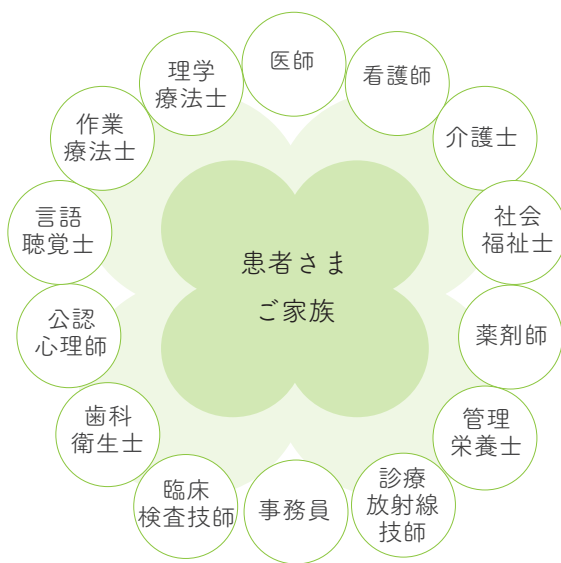 医師
看護師
介護士
社会
福祉士
薬剤師
管理
栄養士
診療
放射線
技師
事務員
臨床
検査技師
歯科
衛生士
公認
心理師
言語
聴覚士
作業
療法士
理学
療法士
患者さま
ご家族